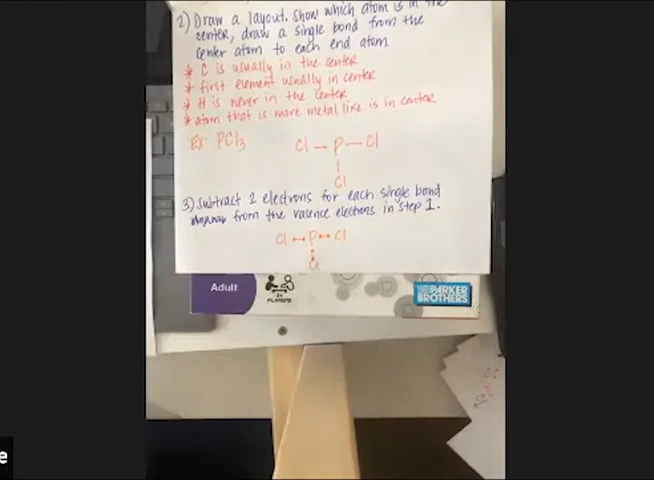 2) Draw a layout. Show which atom is in the
center, draw a single bond from the
center atom to each end atom
* C is usually in the center
* first element usually in center
* H is never in the center
* atom that is more metal like is in center
Ex: PCl3
Cl — P — Cl
Cl
3) Subtract 2 electrons for each single bond
from the valence electrons in step 1.
Cl P Cl
Cl
Adult
2+
PLAYERS
PARKER
BROTHERS
e